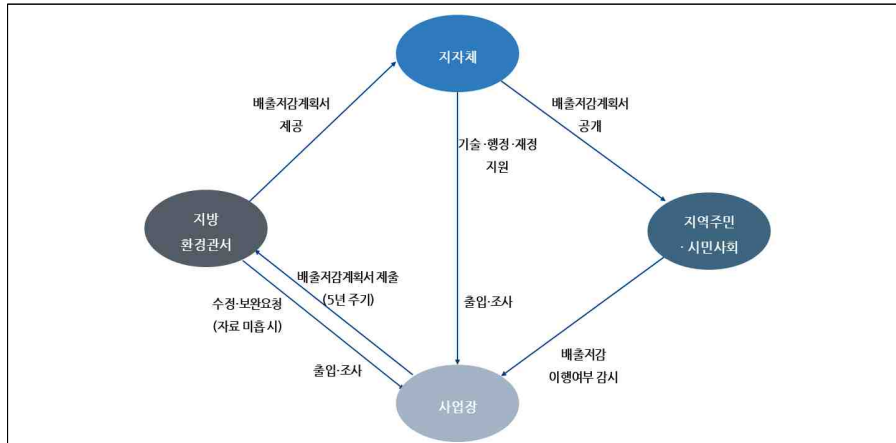 지자체
배출저감계획서
제공
배출저감계획서
공개
기술·행정·재정
지원
지방
환경관서
지역주민
·시민사회
배출저감계획서 제출
(5년 주기)
수정·보완요청
(자료 미흡 시)
출입·조사
출입·조사
배출저감
이행여부 감시
사업장